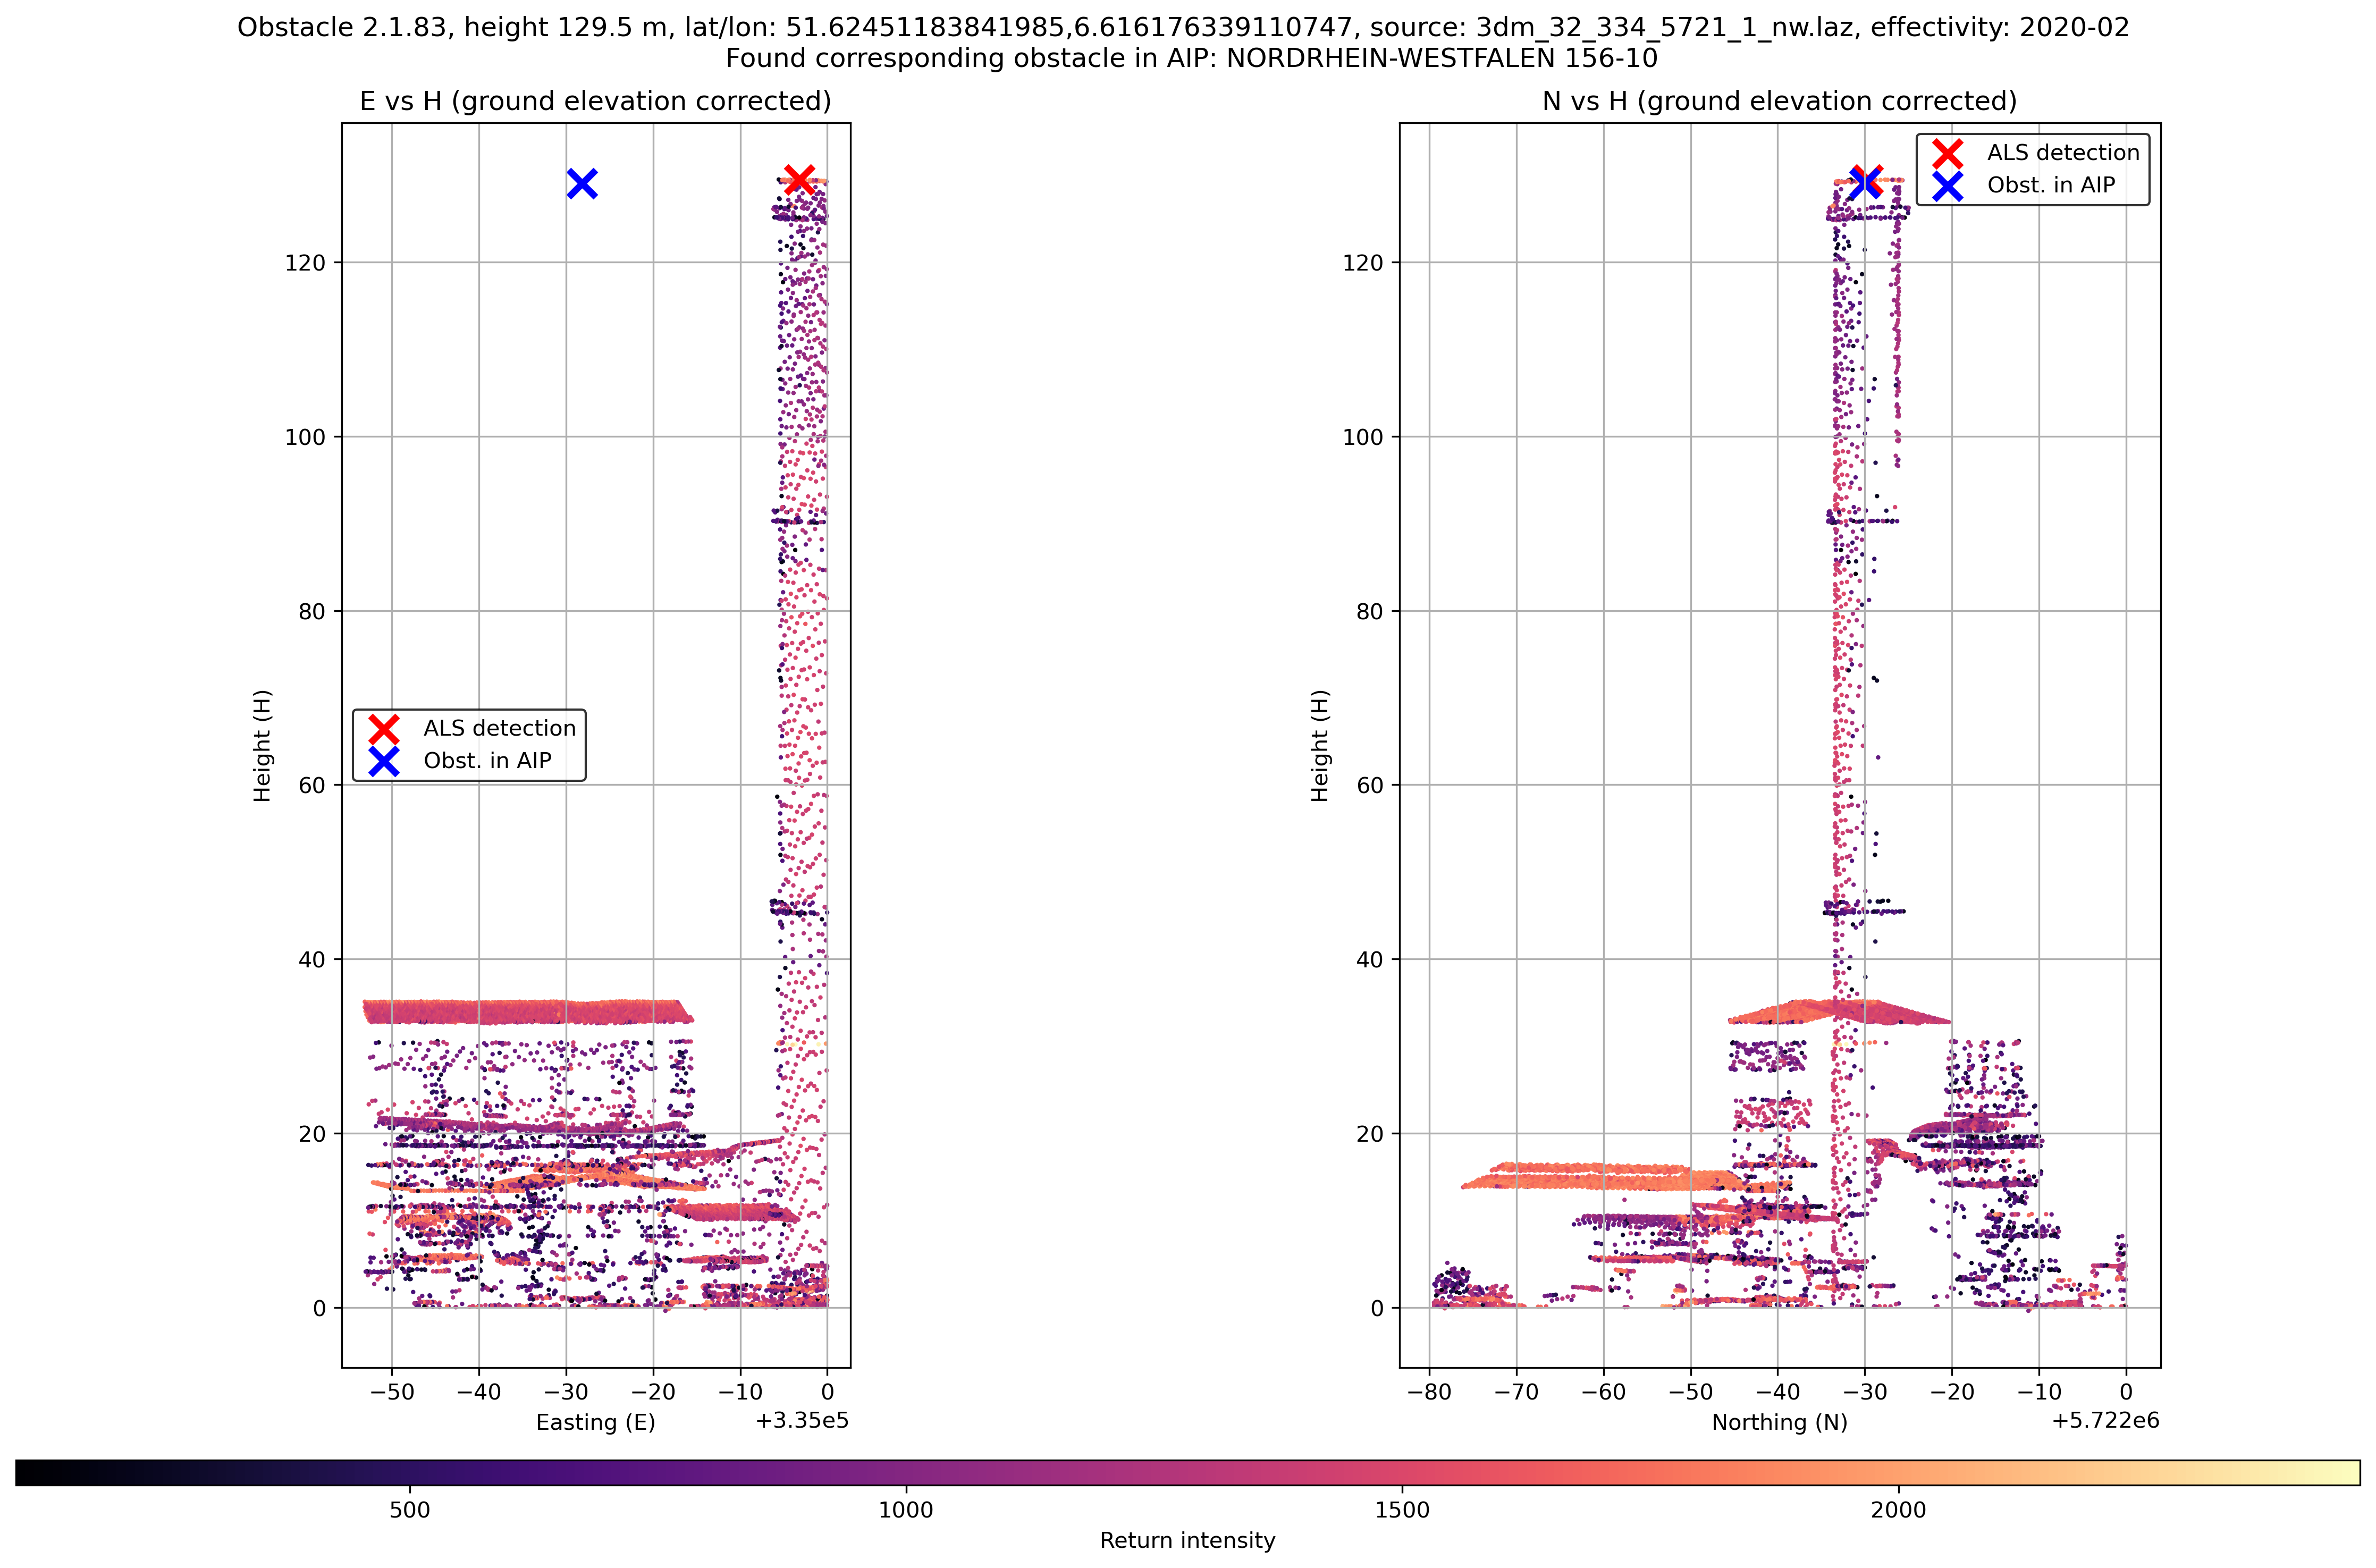 Obstacle 2.1.83, height 129.5 m, lat/lon: 51.62451183841985,6.616176339110747, source: 3dm_32_334_5721_1_nw.laz, effectivity: 2020-02
Found corresponding obstacle in AIP: NORDRHEIN-WESTFALEN 156-10
E vs H (ground elevation corrected)
120
100
80
60
40
20
0
Height (H)
ALS detection
Obst. in AIP
−50 −40 −30 −20 −10 0
Easting (E)
+3.35e5
N vs H (ground elevation corrected)
ALS detection
Obst. in AIP
120
100
80
60
40
20
0
Height (H)
−80 −70 −60 −50 −40 −30 −20 −10 0
Northing (N)
+5.722e6
500 1000 1500 2000
Return intensity